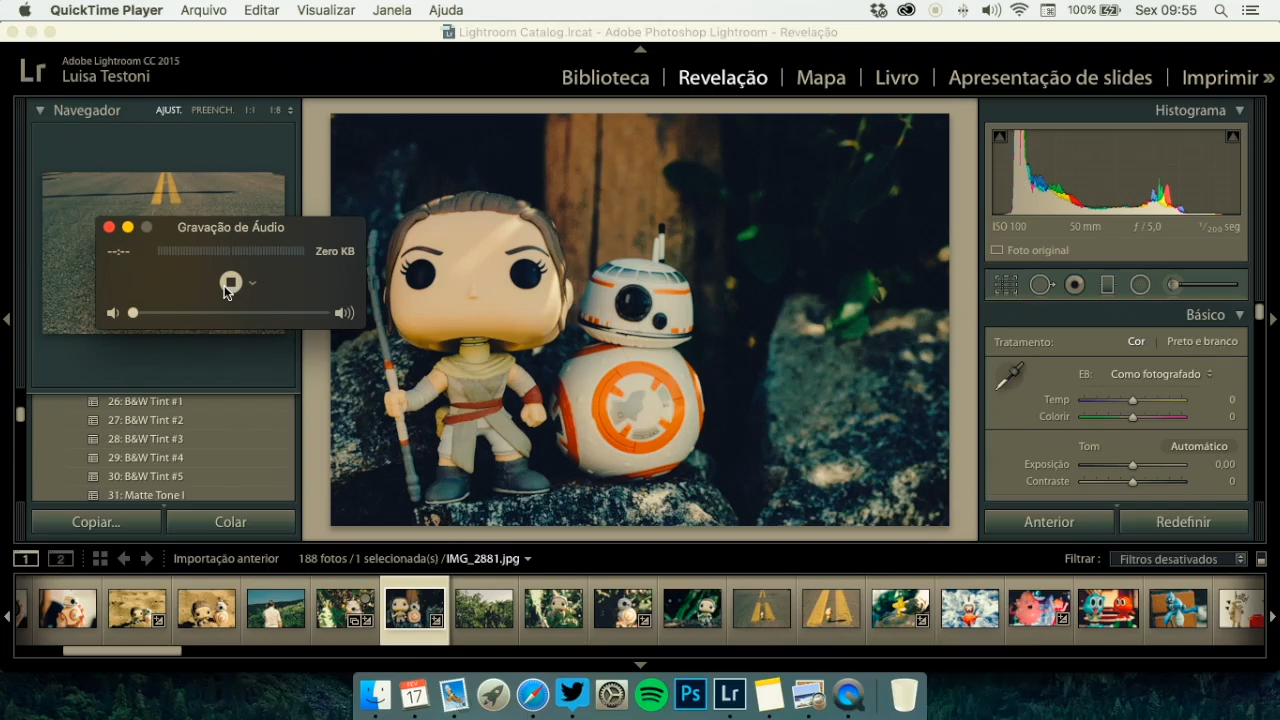 QuickTime Player Arquivo Editar Visualizar Janela Ajuda 100% Sex 09:55
Lightroom Catalog.lrcat - Adobe Photoshop Lightroom - Revelação
Lr Adobe Lightroom CC 2015
Luisa Testoni
Biblioteca | Revelação | Mapa | Livro | Apresentação de slides | Imprimir »
Navegador AJUST. PREENCH. 1:1 1:8
Histograma
Gravação de Áudio
--:-- Zero KB
ISO 100 50 mm ƒ / 5,0 1/200 seg
Foto original
Básico
Tratamento: Cor | Preto e branco
EB: Como fotografado
Temp 0
Colorir 0
Tom Automático
Exposição 0,00
Contraste 0
26: B&W Tint #1
27: B&W Tint #2
28: B&W Tint #3
29: B&W Tint #4
30: B&W Tint #5
31: Matte Tone I
Copiar... Colar
Anterior Redefinir
1 2 Importação anterior 188 fotos / 1 selecionada(s) / IMG_2881.jpg
Filtrar : Filtros desativados
17 Ps Lr